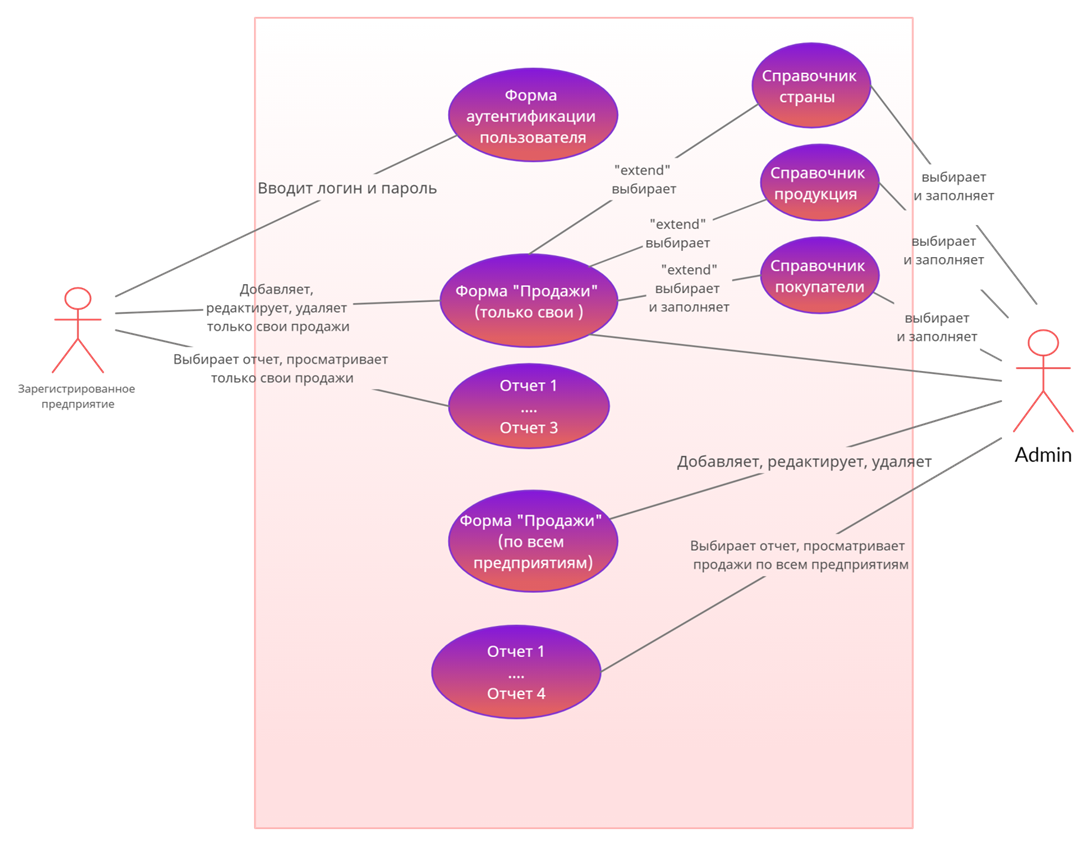 Справочник
страны
Форма
аутентификации
пользователя
Справочник
продукция
"extend"
выбирает
выбирает
и заполняет
Вводит логин и пароль
"extend"
выбирает
выбирает
и заполняет
Справочник
покупатели
"extend"
выбирает
и заполняет
Форма "Продажи"
(только свои )
Добавляет,
редактирует, удаляет
только свои продажи
выбирает
и заполняет
Зарегистрированное
предприятие
Выбирает отчет, просматривает
только свои продажи
Отчет 1
....
Отчет 3
Admin
Добавляет, редактирует, удаляет
Форма "Продажи"
(по всем
предприятиям)
Выбирает отчет, просматривает
продажи по всем предприятиям
Отчет 1
....
Отчет 4